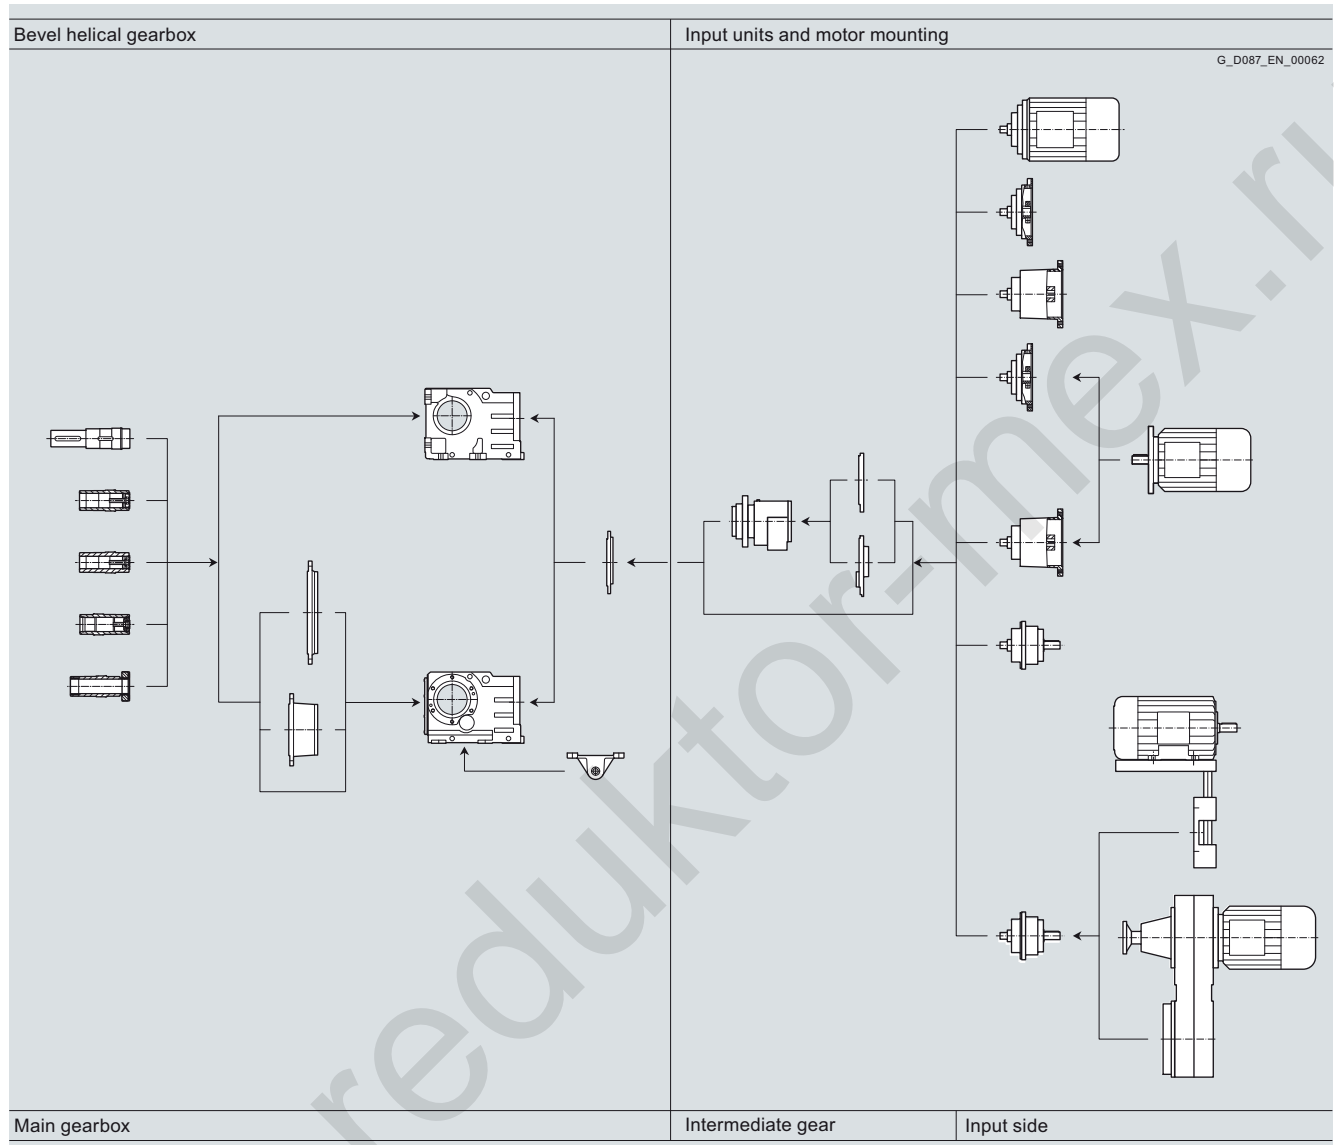 Bevel helical gearbox
Input units and motor mounting
G_D087_EN_00062
reduktor-mex.ru
Main gearbox
Intermediate gear
Input side